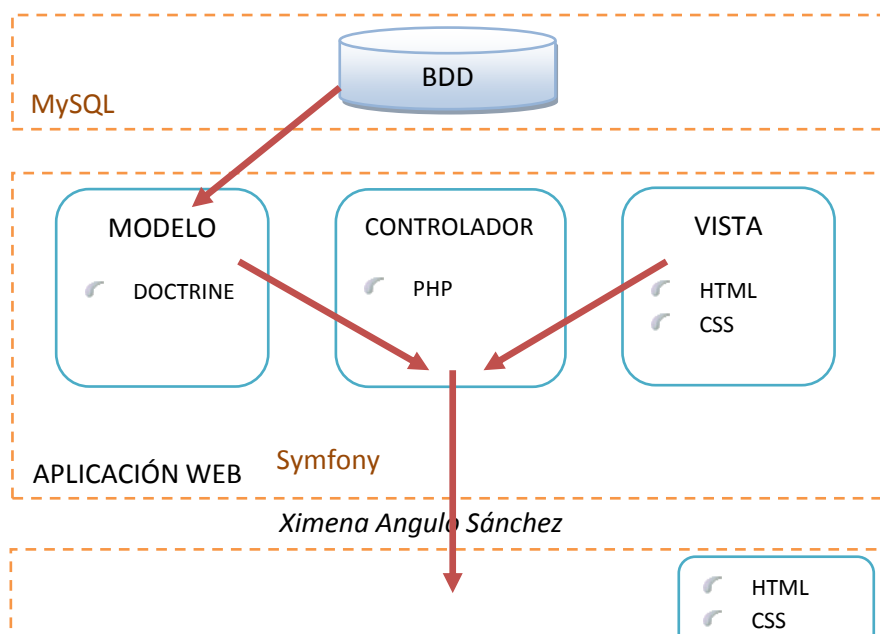 BDD
MySQL
MODELO
DOCTRINE
CONTROLADOR
PHP
VISTA
HTML
CSS
Symfony
APLICACIÓN WEB
Ximena Angulo Sánchez
HTML
CSS